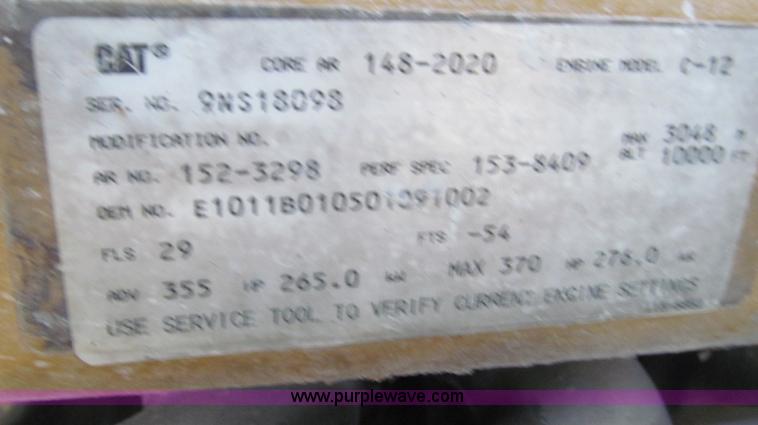 CAT® CORE AR 148-2020 ENGINE MODEL C-12
SER. NO. 9NS18098
MODIFICATION NO.
AR NO. 152-3298 PERF SPEC 153-8409 MAX ALT 3048 M 10000 FT
OEM NO. E1011B010501091002
FLS 29 FTS -54
ADV 355 HP 265.0 kW MAX 370 HP 276.0 kW
USE SERVICE TOOL TO VERIFY CURRENT ENGINE SETTINGS
www.purplewave.com